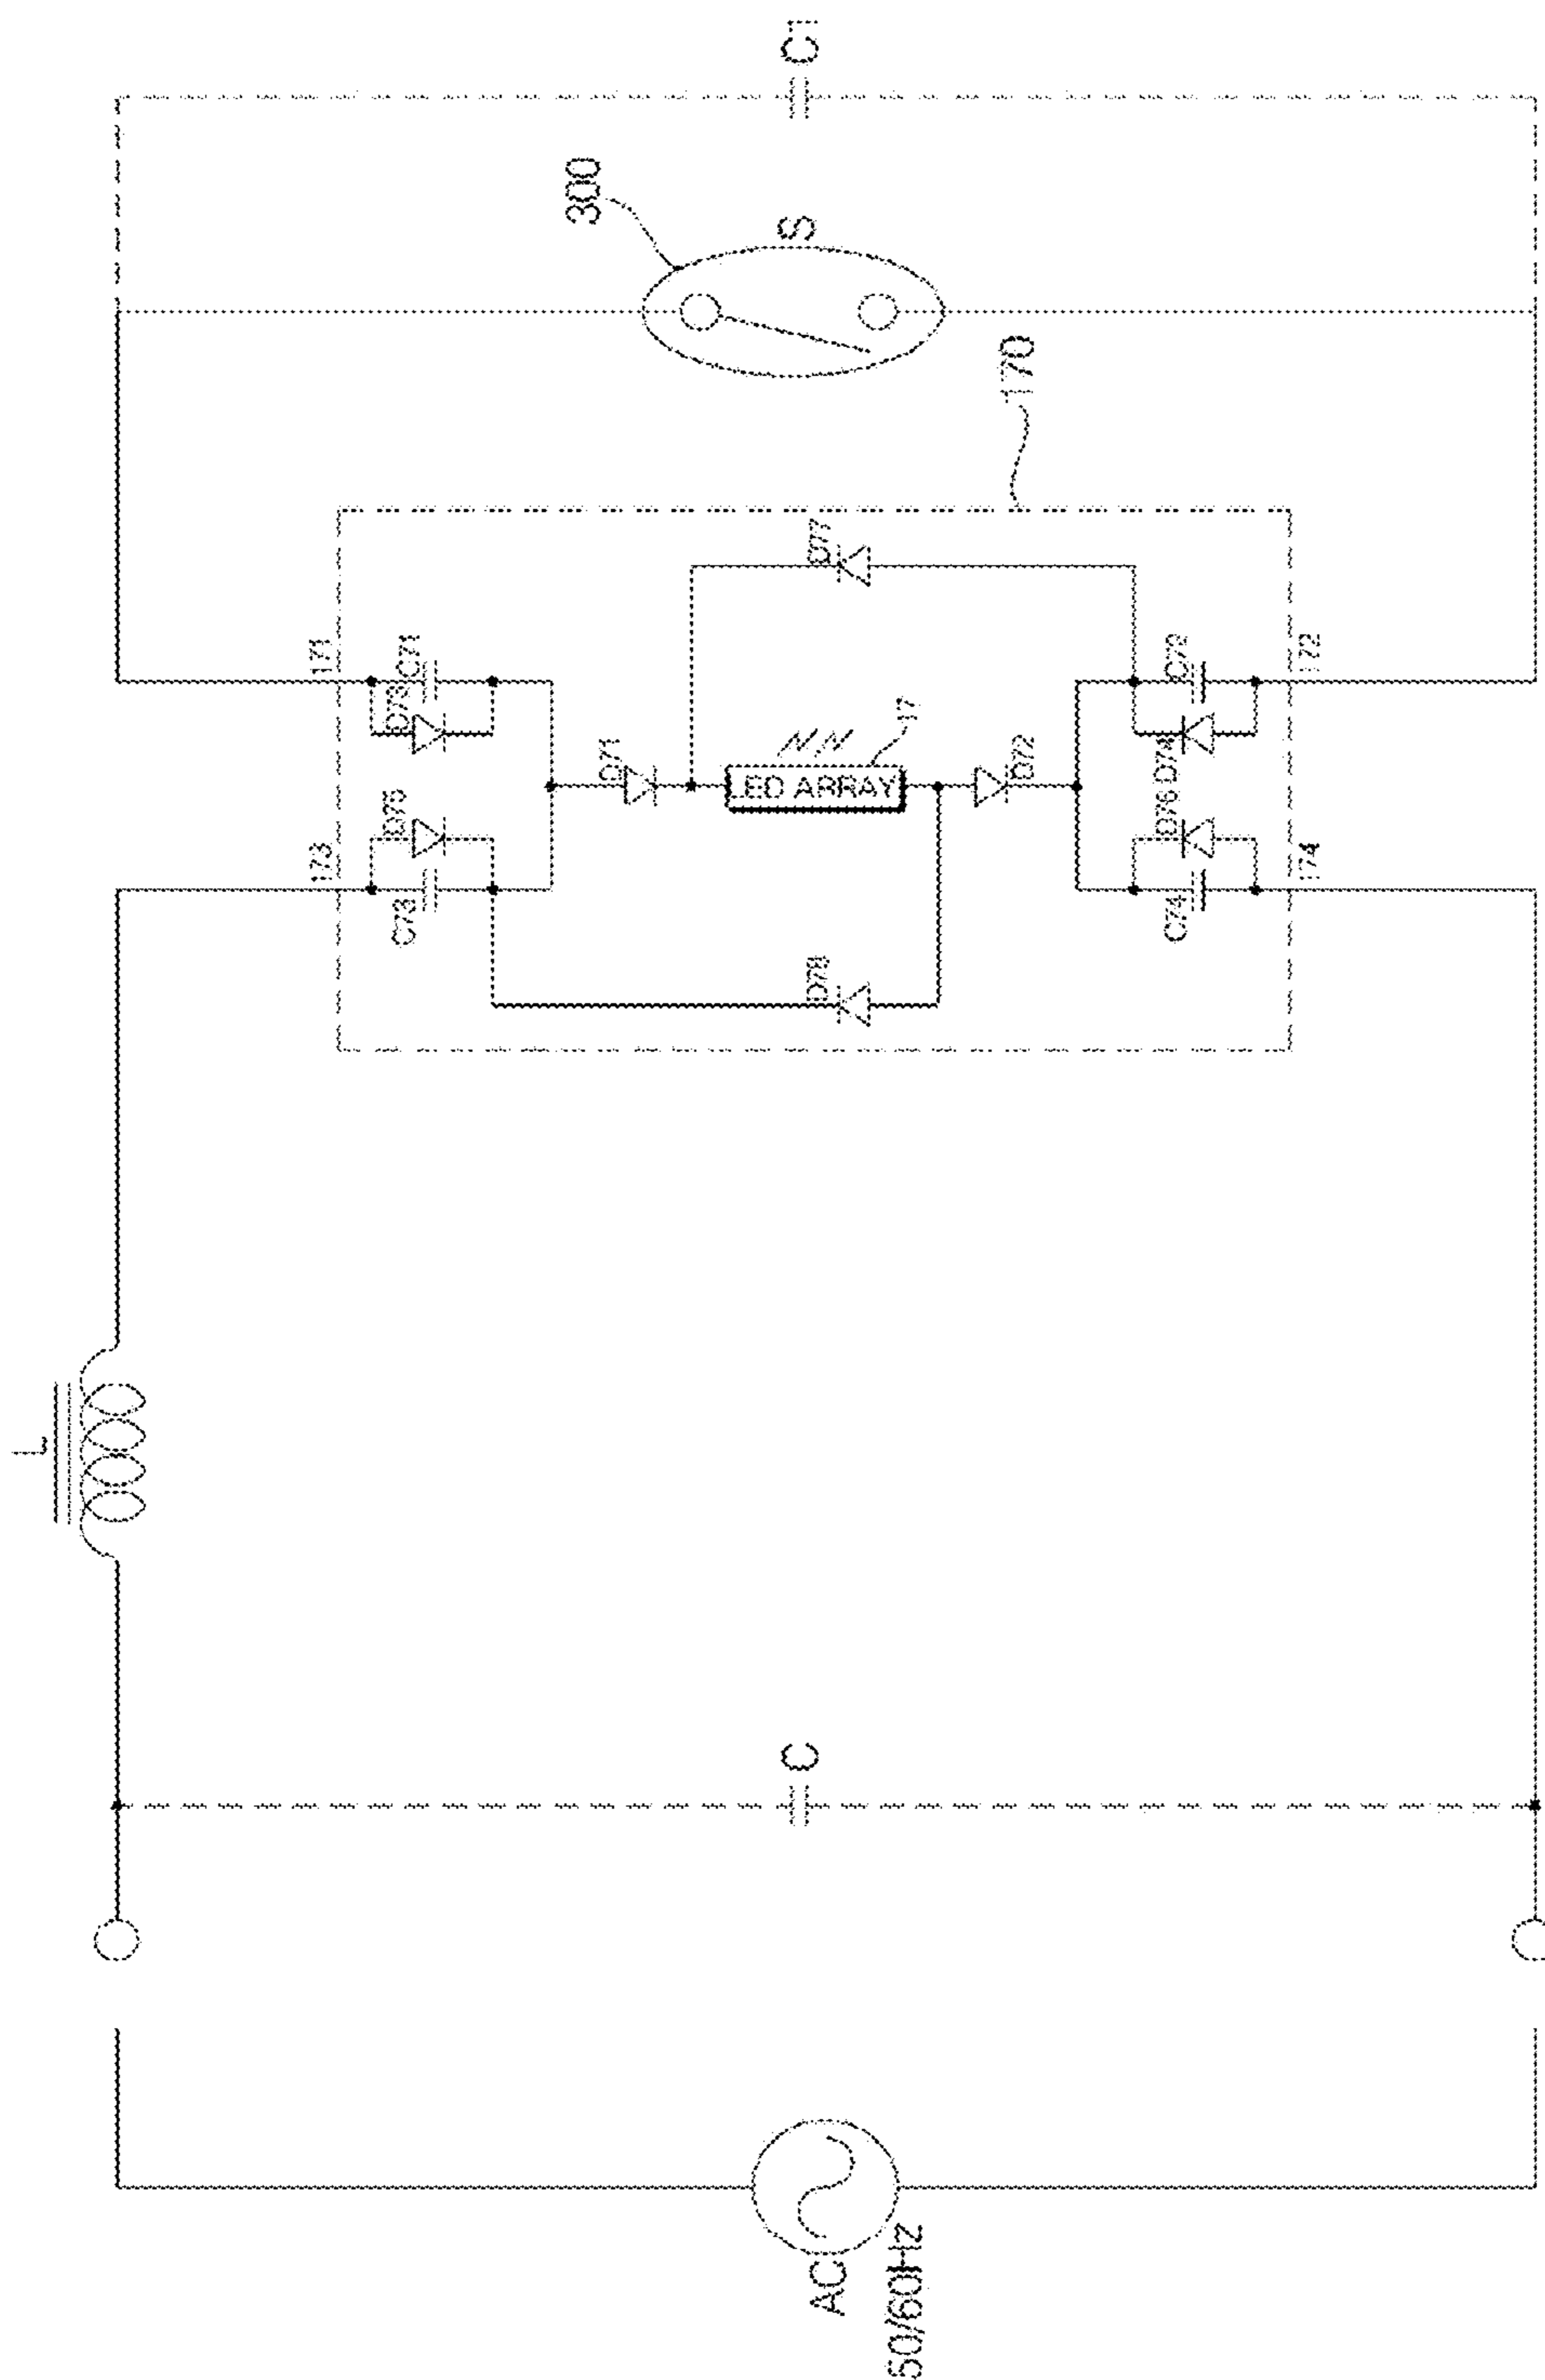 AC
50/60Hz
C
L
173
C73
D75
D78
171
D73
C71
D71
LED ARRAY
17
D72
D77
174
C74
D76
D74
C72
172
170
300
S
C1